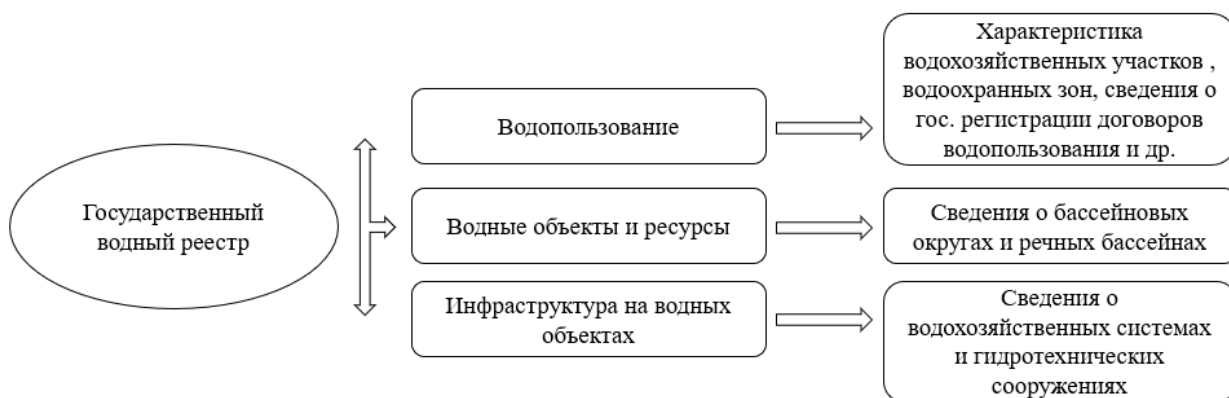 Государственный
водный реестр
Водопользование
Характеристика
водохозяйственных участков ,
водоохранных зон, сведения о
гос. регистрации договоров
водопользования и др.
Водные объекты и ресурсы
Сведения о бассейновых
округах и речных бассейнах
Инфраструктура на водных
объектах
Сведения о
водохозяйственных системах
и гидротехнических
сооружениях